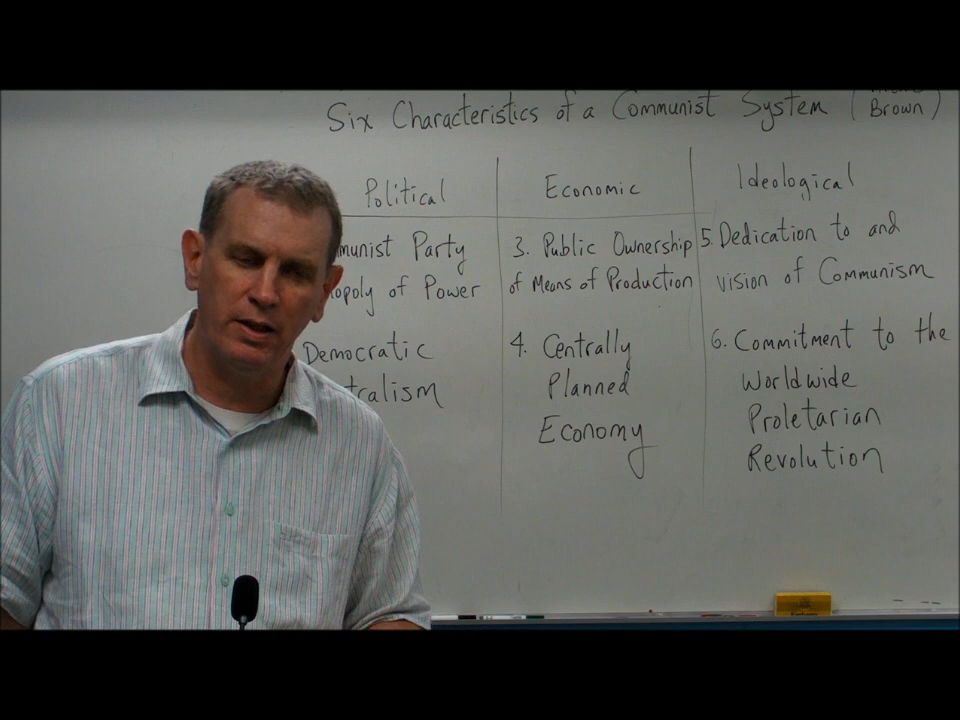 Six Characteristics of a Communist System (
Brown)
Political
Economic
Ideological
munist Party
opoly of Power
Democratic
tralism
3. Public Ownership
of Means of Production
4. Centrally
Planned
Economy
5. Dedication to and
vision of Communism
6. Commitment to the
Worldwide
Proletarian
Revolution